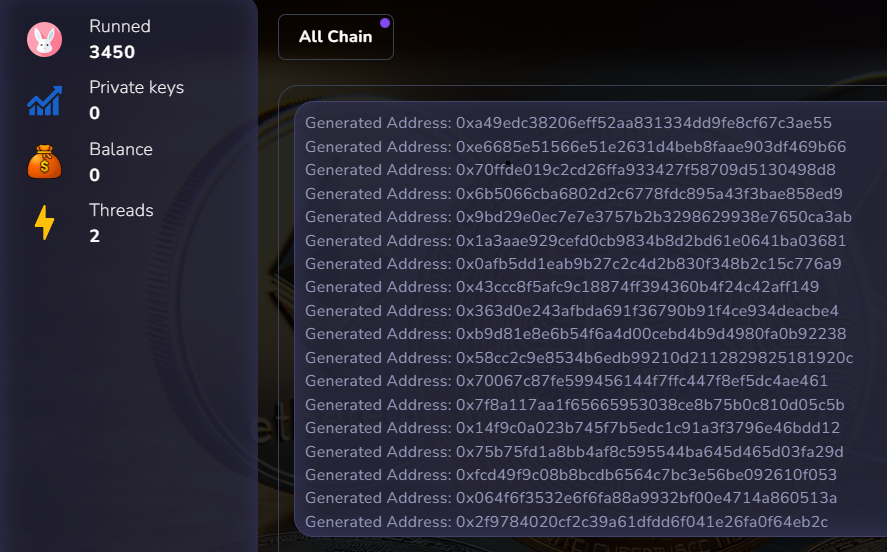 Runned
3450
Private keys
0
Balance
0
Threads
2
All Chain
Generated Address: 0xa49edc38206eff52aa831334dd9fe8cf67c3ae55
Generated Address: 0xe6685e51566e51e2631d4beb8faae903df469b66
Generated Address: 0x70ffde019c2cd26ffa933427f58709d5130498d8
Generated Address: 0x6b5066cba6802d2c6778fdc895a43f3bae858ed9
Generated Address: 0x9bd29e0ec7e7e3757b2b3298629938e7650ca3ab
Generated Address: 0x1a3aae929cefd0cb9834b8d2bd61e0641ba03681
Generated Address: 0x0afb5dd1eab9b27c2c4d2b830f348b2c15c776a9
Generated Address: 0x43ccc8f5afc9c18874ff394360b4f24c42aff149
Generated Address: 0x363d0e243afbda691f36790b91f4ce934deacbe4
Generated Address: 0xb9d81e8e6b54f6a4d00cebd4b9d4980fa0b92238
Generated Address: 0x58cc2c9e8534b6edb99210d2112829825181920c
Generated Address: 0x70067c87fe599456144f7ffc447f8ef5dc4ae461
Generated Address: 0x7f8a117aa1f65665953038ce8b75b0c810d05c5b
Generated Address: 0x14f9c0a023b745f7b5edc1c91a3f3796e46bdd12
Generated Address: 0x75b75fd1a8bb4af8c595544ba645d465d03fa29d
Generated Address: 0xfcd49f9c08b8bcdb6564c7bc3e56be092610f053
Generated Address: 0x064f6f3532e6f6fa88a9932bf00e4714a860513a
Generated Address: 0x2f9784020cf2c39a61dfdd6f041e26fa0f64eb2c